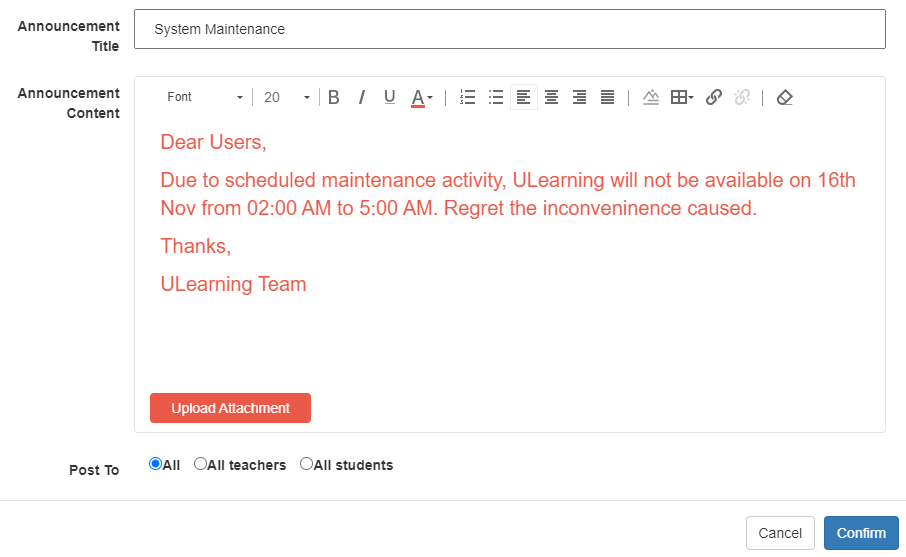 Announcement
Title
System Maintenance
Announcement
Content
Font 20 B I U A
Dear Users,
Due to scheduled maintenance activity, ULearning will not be available on 16th
Nov from 02:00 AM to 5:00 AM. Regret the inconveninence caused.
Thanks,
ULearning Team
Upload Attachment
Post To All All teachers All students
Cancel Confirm